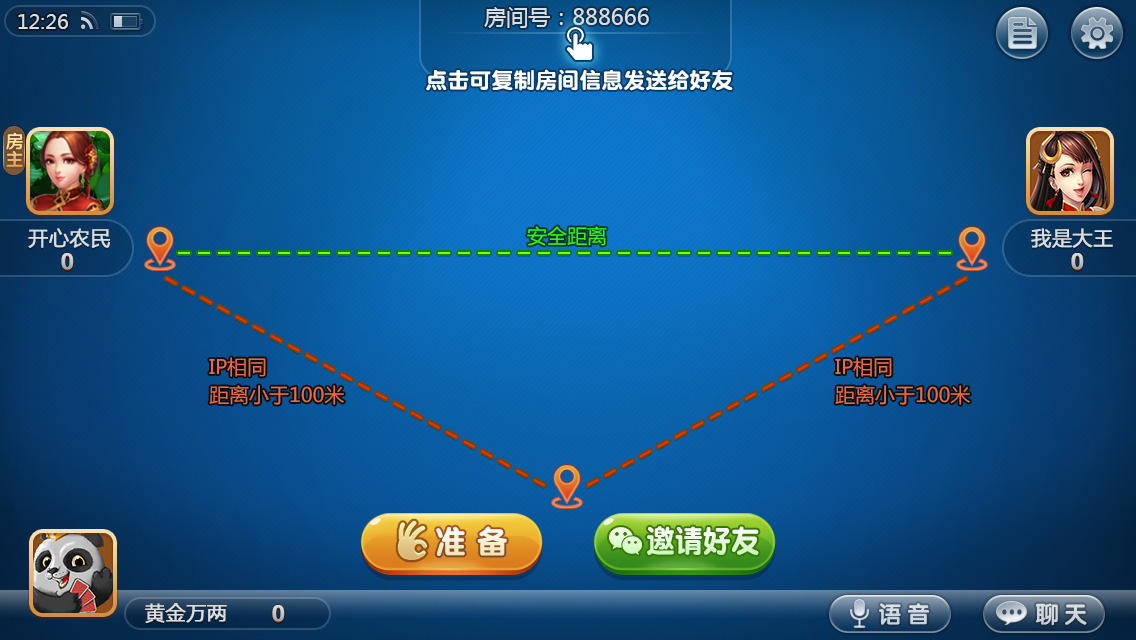 12:26
房间号：888666
点击可复制房间信息发送给好友
房主
开心农民
0
我是大王
0
安全距离
IP相同
距离小于100米
IP相同
距离小于100米
准备
邀请好友
黄金万两 0
语音
聊天